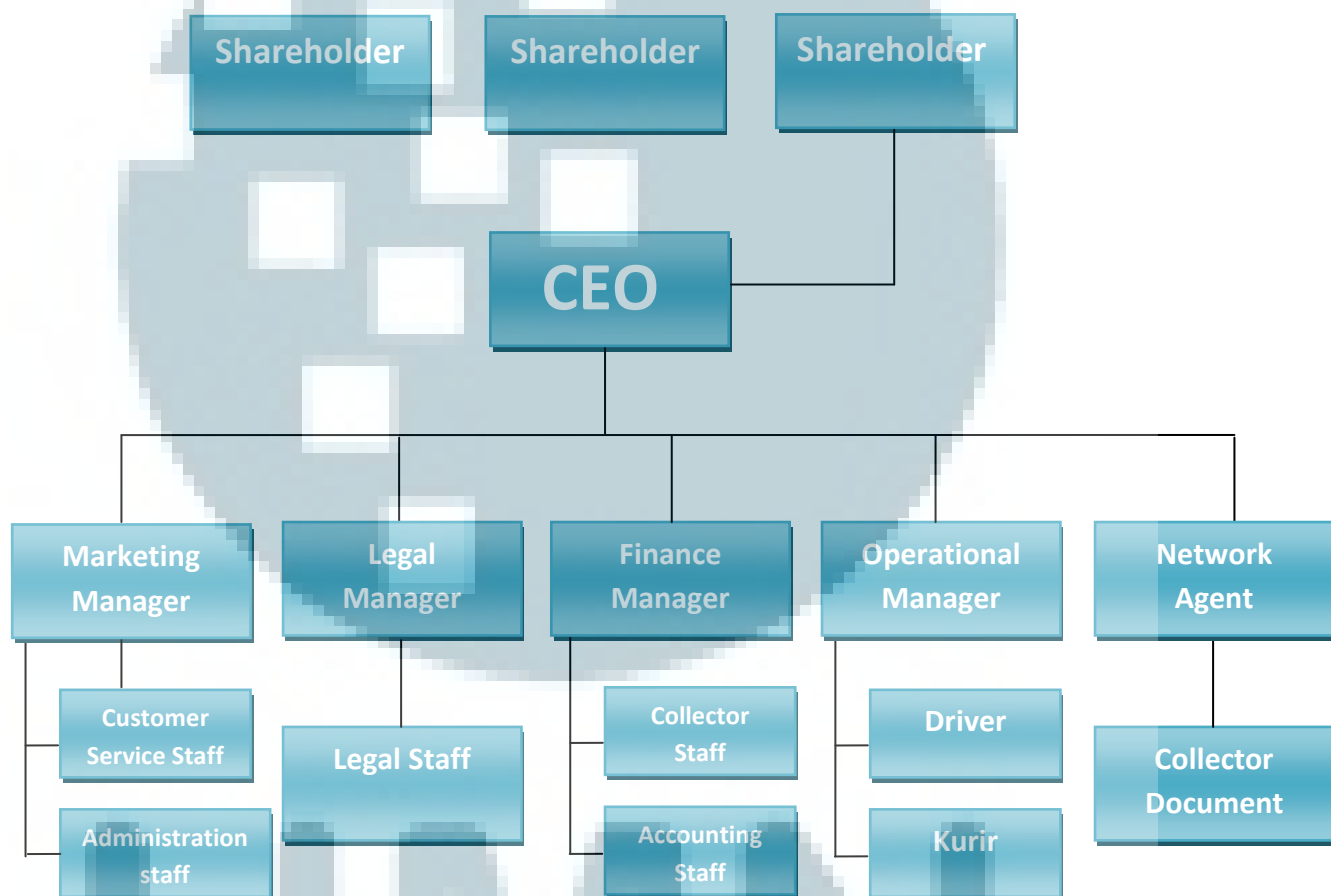 Shareholder
Shareholder
Shareholder
CEO
Marketing
Manager
Legal
Manager
Finance
Manager
Operational
Manager
Network
Agent
Customer
Service Staff
Administration
staff
Legal Staff
Collector
Staff
Accounting
Staff
Driver
Kurir
Collector
Document